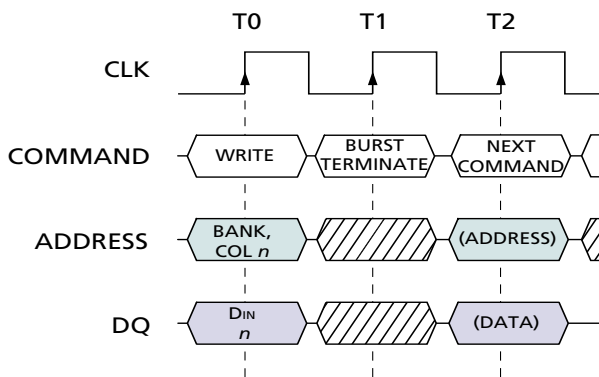 T0 T1 T2
CLK
COMMAND WRITE BURST TERMINATE NEXT COMMAND
ADDRESS BANK, COL n (ADDRESS)
DQ DIN n (DATA)